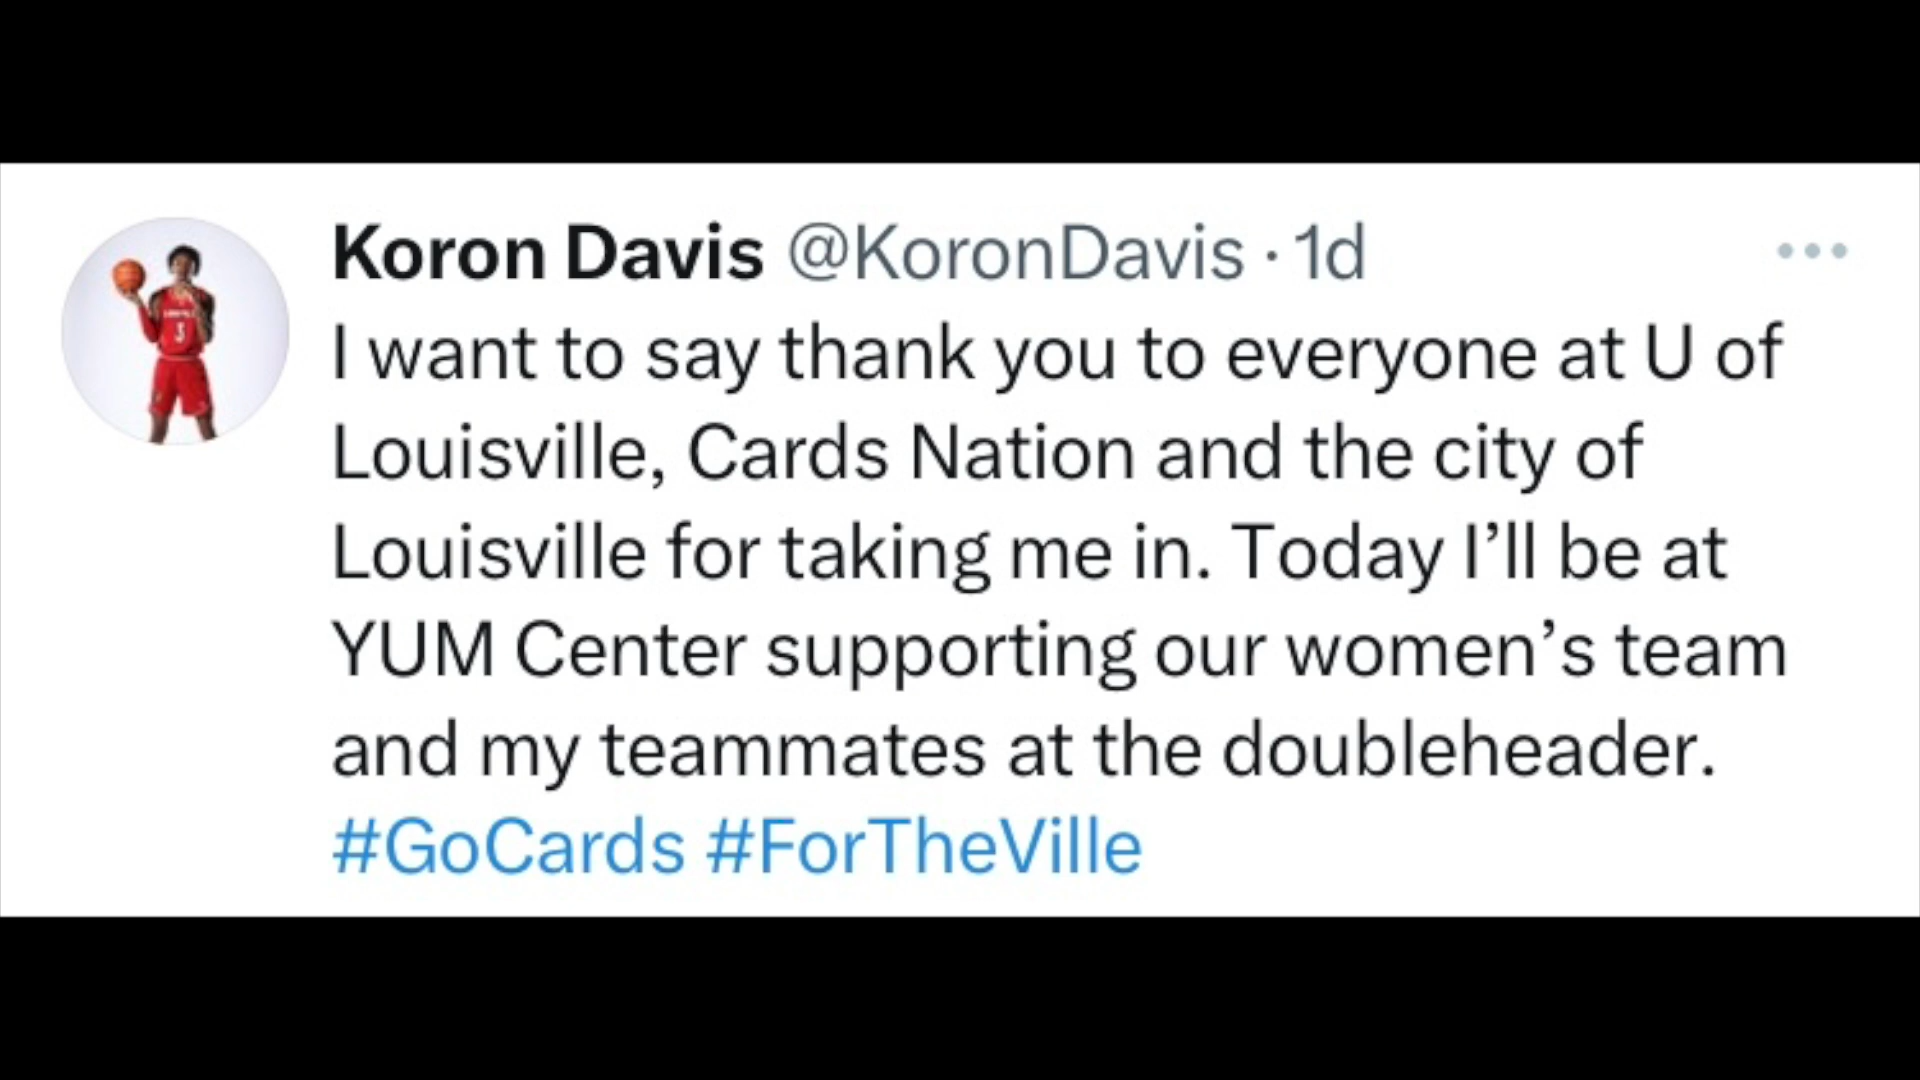 Koron Davis @KoronDavis · 1d
I want to say thank you to everyone at U of
Louisville, Cards Nation and the city of
Louisville for taking me in. Today I’ll be at
YUM Center supporting our women’s team
and my teammates at the doubleheader.
#GoCards #ForTheVille